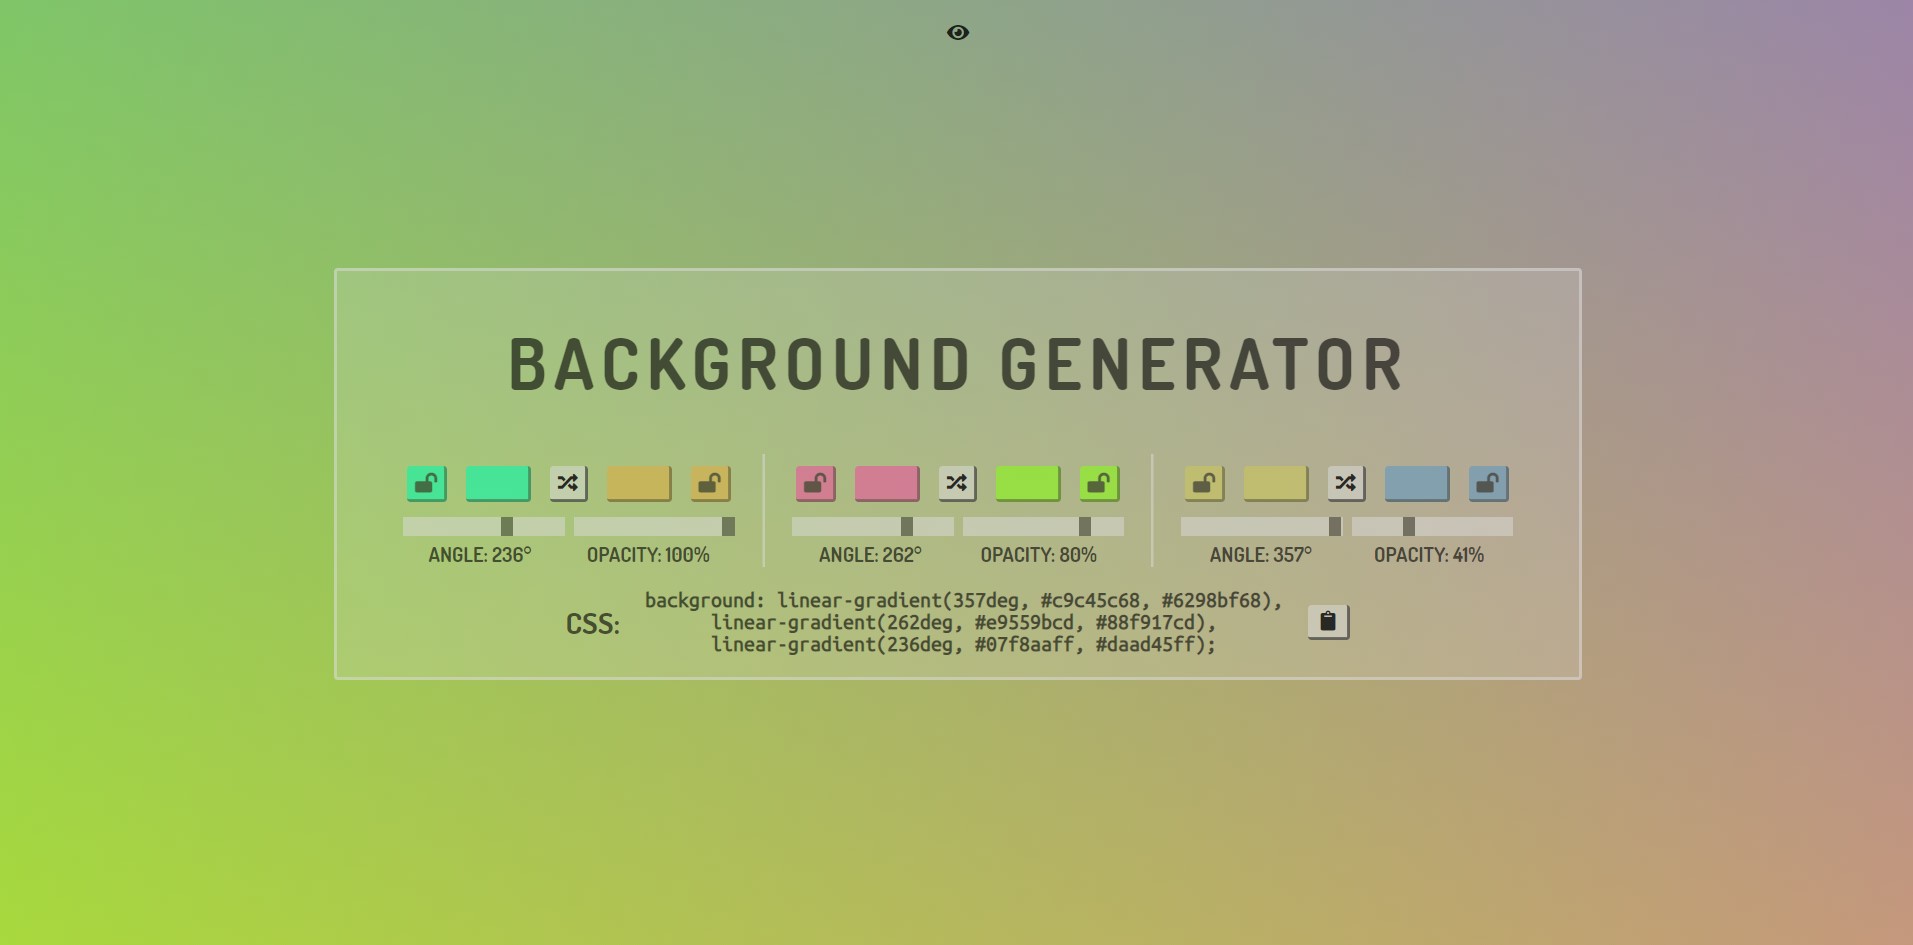 BACKGROUND GENERATOR
ANGLE: 236° OPACITY: 100% ANGLE: 262° OPACITY: 80% ANGLE: 357° OPACITY: 41%
CSS:
background: linear-gradient(357deg, #c9c45c68, #6298bf68),
linear-gradient(262deg, #e9559bcd, #88f917cd),
linear-gradient(236deg, #07f8aaff, #daad45ff);